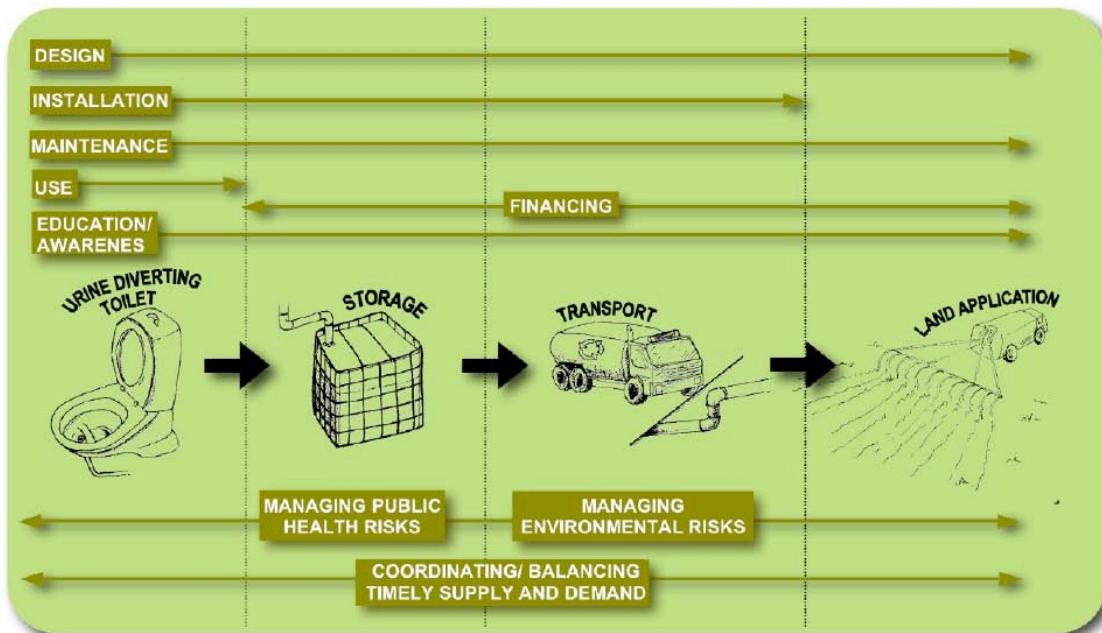 DESIGN
INSTALLATION
MAINTENANCE
USE
FINANCING
EDUCATION/
AWARENES
URINE DIVERTING
TOILET
STORAGE
TRANSPORT
LAND APPLICATION
MANAGING PUBLIC
HEALTH RISKS
MANAGING
ENVIRONMENTAL RISKS
COORDINATING/ BALANCING
TIMELY SUPPLY AND DEMAND